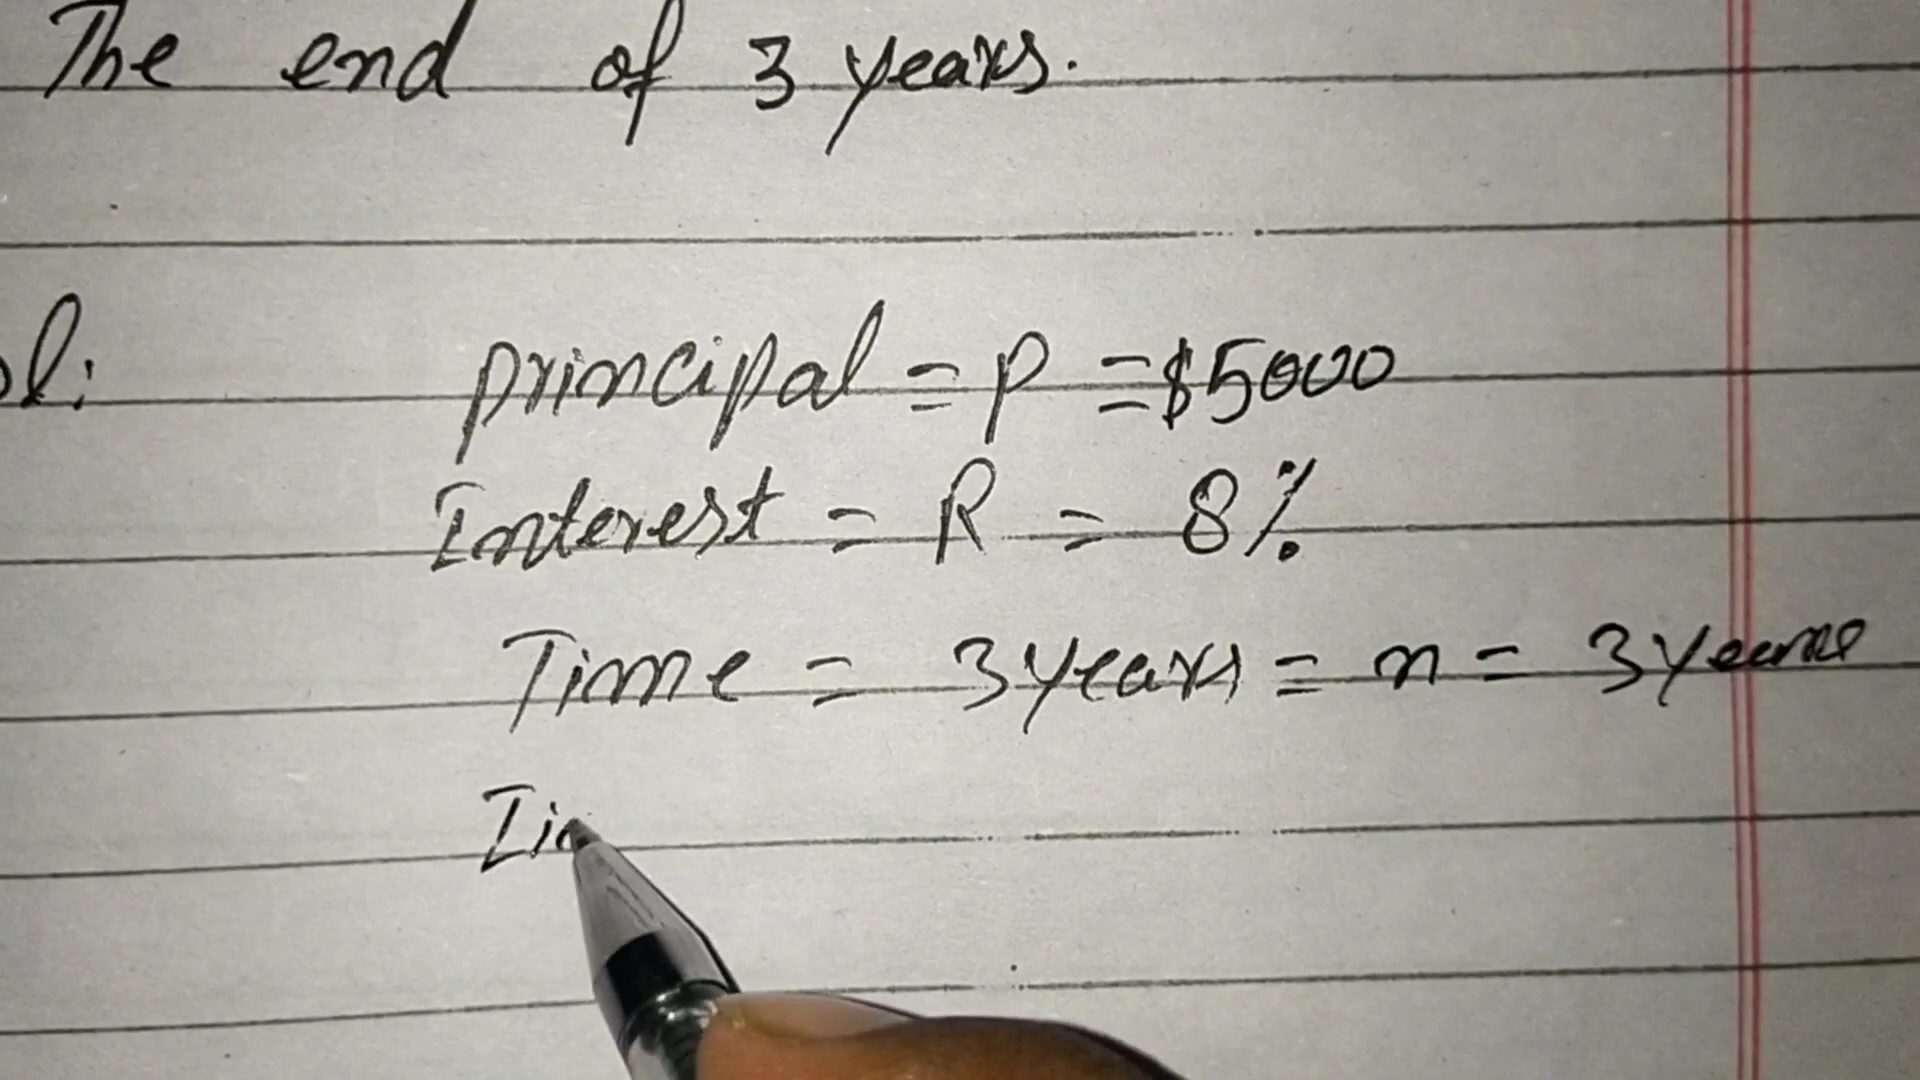 The end of 3 years.
ol:
principal = P = $5000
Interest = R = 8%
Time = 3 years = n = 3 years